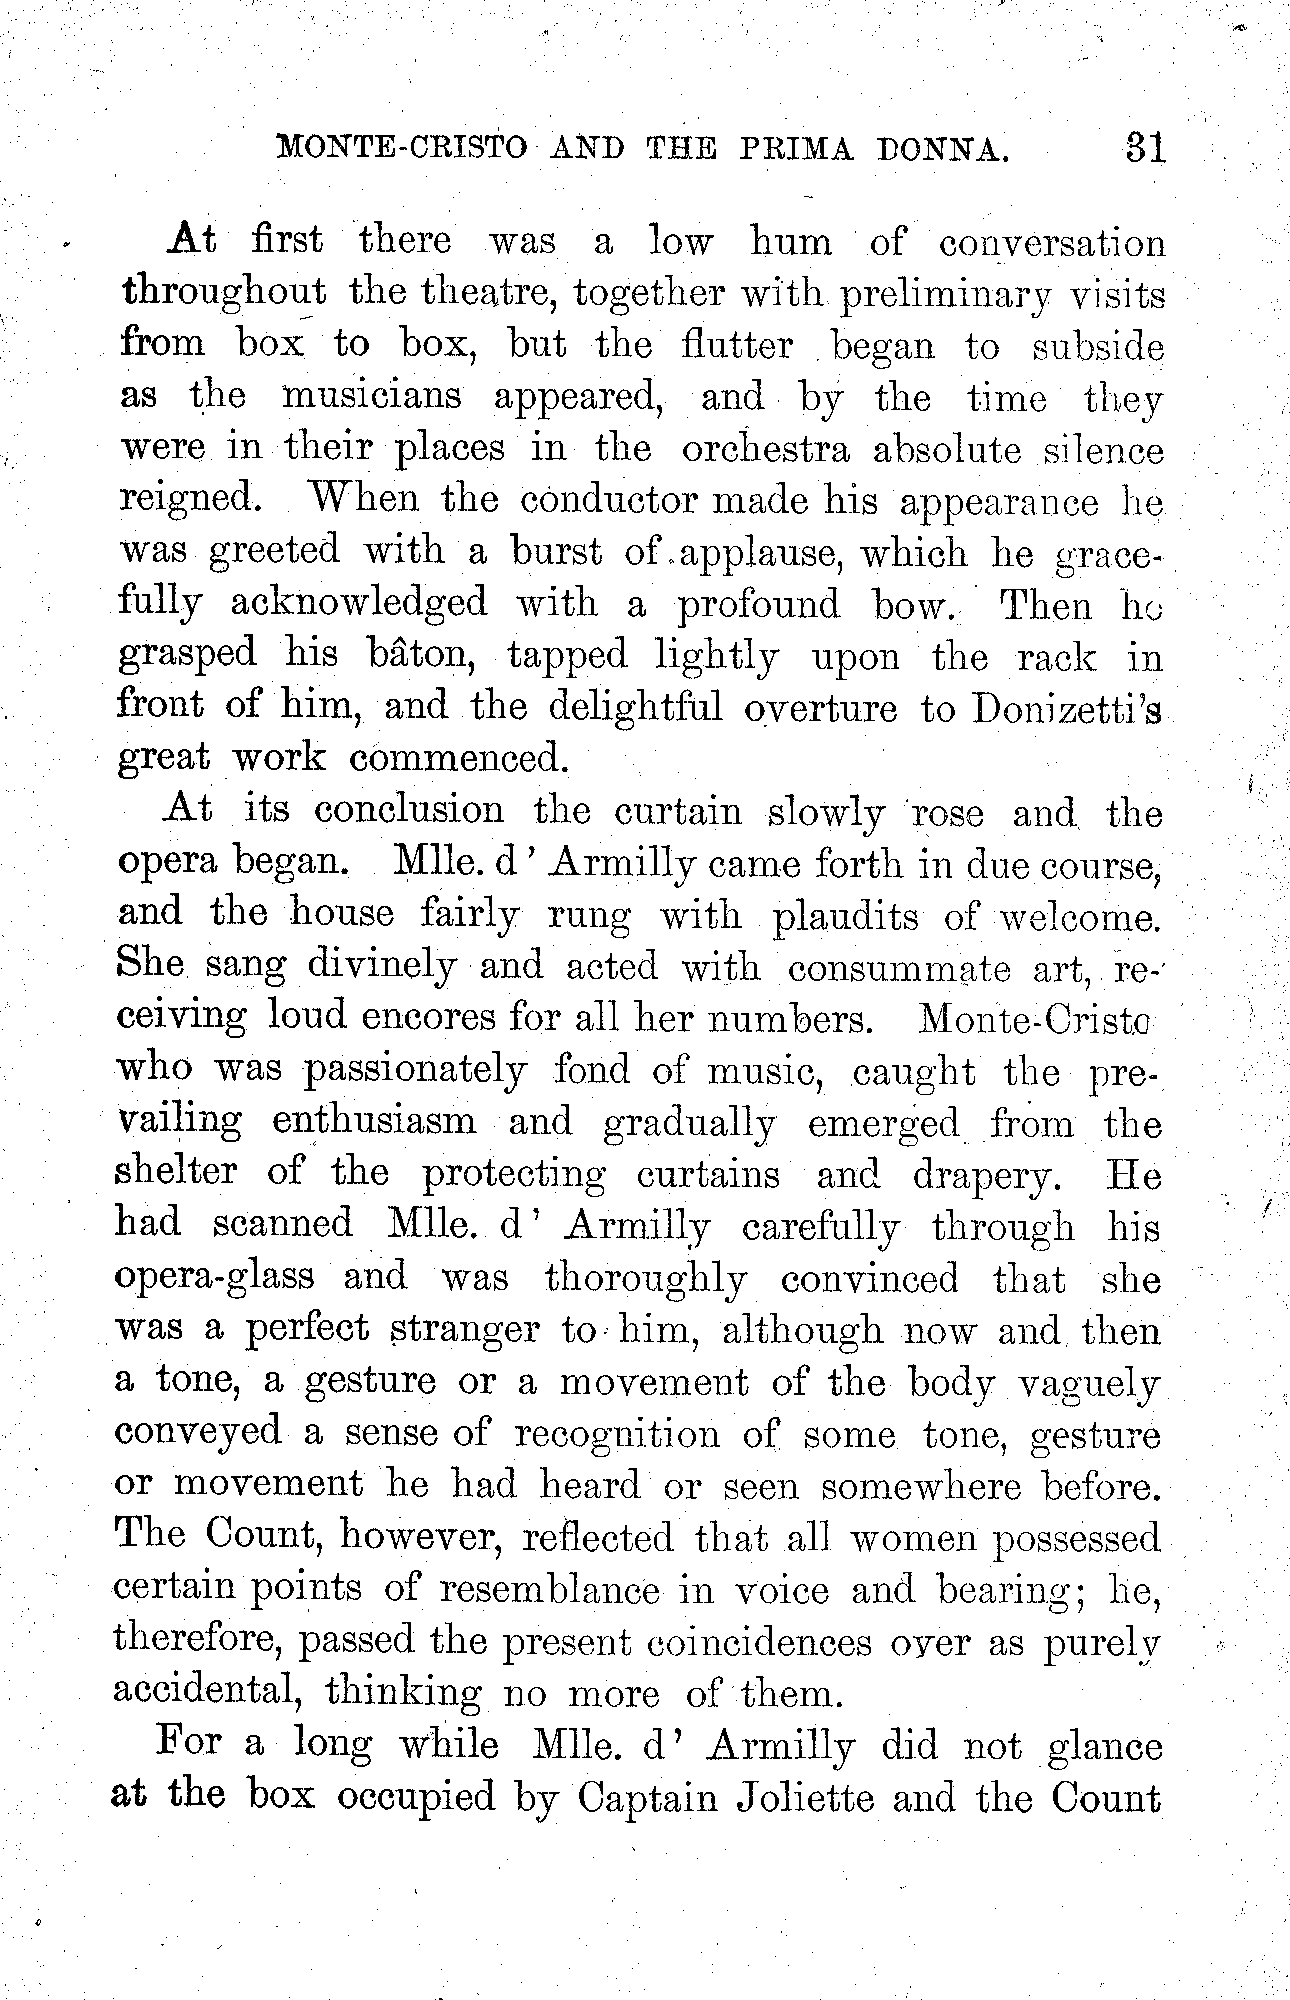 MONTE-CRISTO AND THE PRIMA DONNA. 31
At first there was a low hum of conversation
throughout the theatre, together with preliminary visits
from box to box, but the flutter began to subside
as the musicians appeared, and by the time they
were in their places in the orchestra absolute silence
reigned. When the conductor made his appearance he
was greeted with a burst of applause, which he grace-
fully acknowledged with a profound bow. Then he
grasped his bâton, tapped lightly upon the rack in
front of him, and the delightful overture to Donizetti's
great work commenced.
At its conclusion the curtain slowly rose and the
opera began. Mlle. d' Armilly came forth in due course,
and the house fairly rung with plaudits of welcome.
She sang divinely and acted with consummate art, re-
ceiving loud encores for all her numbers. Monte-Cristo
who was passionately fond of music, caught the pre-
vailing enthusiasm and gradually emerged from the
shelter of the protecting curtains and drapery. He
had scanned Mlle. d' Armilly carefully through his
opera-glass and was thoroughly convinced that she
was a perfect stranger to him, although now and then
a tone, a gesture or a movement of the body vaguely
conveyed a sense of recognition of some tone, gesture
or movement he had heard or seen somewhere before.
The Count, however, reflected that all women possessed
certain points of resemblance in voice and bearing; he,
therefore, passed the present coincidences over as purely
accidental, thinking no more of them.
For a long while Mlle. d' Armilly did not glance
at the box occupied by Captain Joliette and the Count